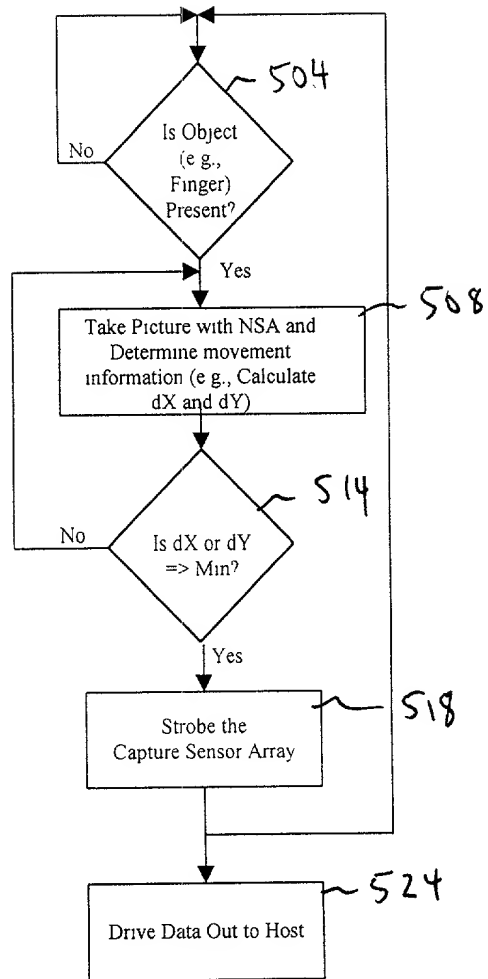 504
Is Object
(e g.,
Finger)
Present?
No
Yes
508
Take Picture with NSA and
Determine movement
information (e g., Calculate
dX and dY)
514
Is dX or dY
=> Min?
No
Yes
518
Strobe the
Capture Sensor Array
524
Drive Data Out to Host